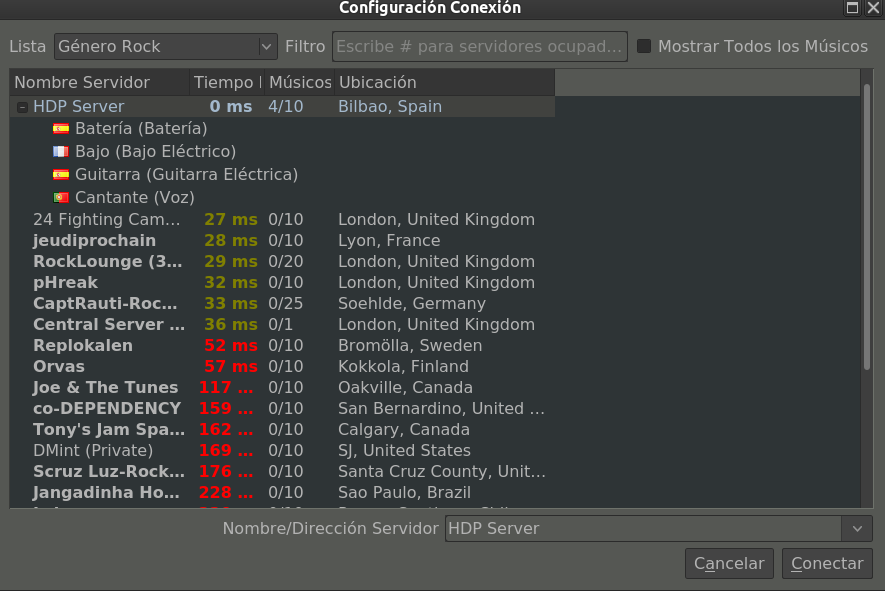 Configuración Conexión
Lista Género Rock Filtro Escribe # para servidores ocupad... Mostrar Todos los Músicos
Nombre Servidor Tiempo Músicos Ubicación
HDP Server 0 ms 4/10 Bilbao, Spain
Batería (Batería)
Bajo (Bajo Eléctrico)
Guitarra (Guitarra Eléctrica)
Cantante (Voz)
24 Fighting Cam... 27 ms 0/10 London, United Kingdom
jeudiprochain 28 ms 0/10 Lyon, France
RockLounge (3... 29 ms 0/20 London, United Kingdom
pHreak 32 ms 0/10 London, United Kingdom
CaptRauti-Roc... 33 ms 0/25 Soehlde, Germany
Central Server ... 36 ms 0/1 London, United Kingdom
Replokalen 52 ms 0/10 Bromölla, Sweden
Orvas 57 ms 0/10 Kokkola, Finland
Joe & The Tunes 117 ... 0/10 Oakville, Canada
co-DEPENDENCY 159 ... 0/10 San Bernardino, United ...
Tony's Jam Spa... 162 ... 0/10 Calgary, Canada
DMint (Private) 169 ... 0/10 SJ, United States
Scruz Luz-Rock... 176 ... 0/10 Santa Cruz County, Unit...
Jangadinha Ho... 228 ... 0/10 Sao Paulo, Brazil
Nombre/Dirección Servidor HDP Server
Cancelar Conectar